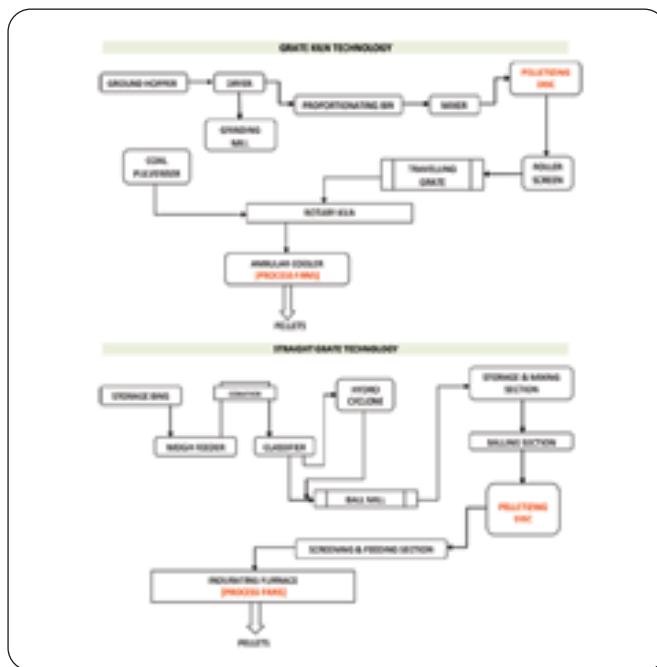 GRATE KILN TECHNOLOGY
GROUND HOPPER
DRYER
PROPORTIONATING BIN
MIXER
PELLETIZING
DISC
GRINDING
MILL
COAL
PULVERISER
TRAVELLING
GRATE
ROLLER
SCREEN
ROTARY KILN
ANNULAR COOLER
[PROCESS FANS]
PELLETS
STRAIGHT GRATE TECHNOLOGY
STORAGE BINS
WEIGH FEEDER
CLASSIFIER
HYDRO
CYCLONE
STORAGE & MIXING
SECTION
BALLING SECTION
BALL MILL
PELLETIZING
DISC
SCREENING & FEEDING SECTION
INDURATING FURNACE
[PROCESS FANS]
PELLETS